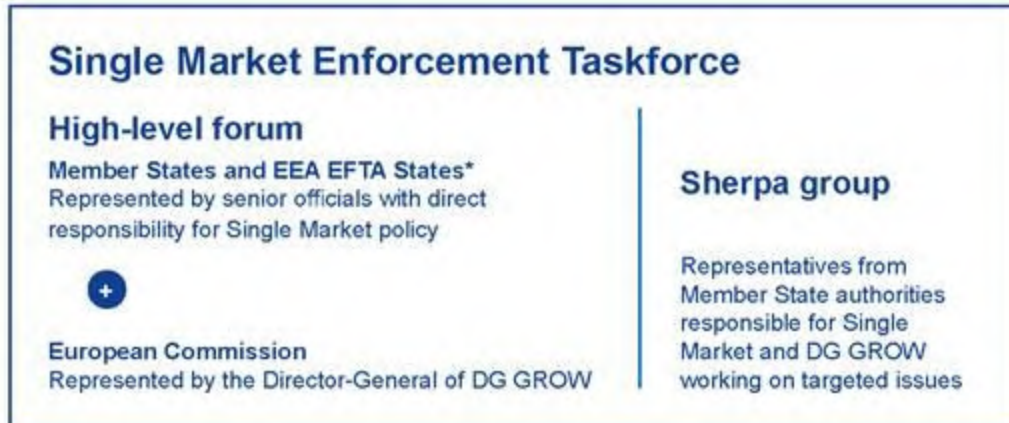 Single Market Enforcement Taskforce
High-level forum
Member States and EEA EFTA States*
Represented by senior officials with direct
responsibility for Single Market policy
+
European Commission
Represented by the Director-General of DG GROW
Sherpa group
Representatives from
Member State authorities
responsible for Single
Market and DG GROW
working on targeted issues